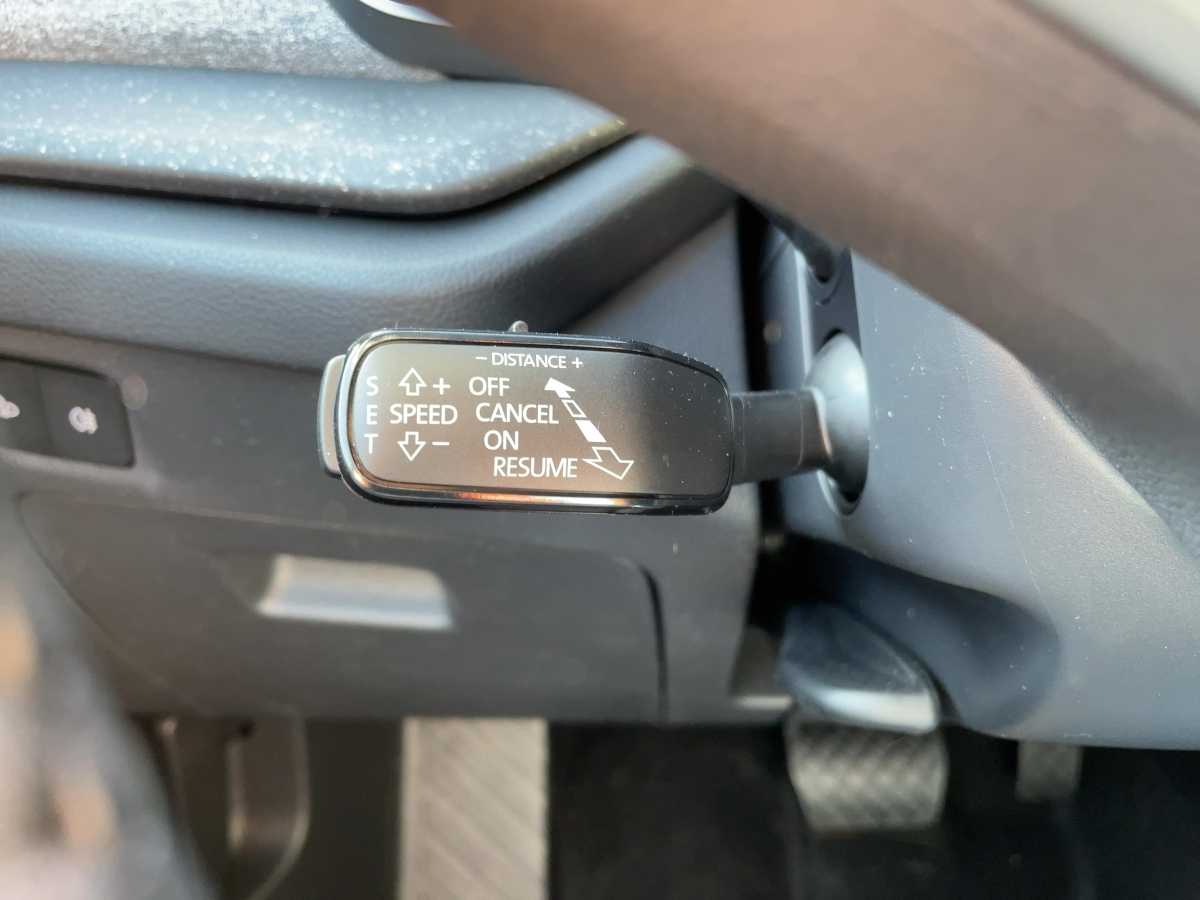 − DISTANCE +
S + OFF
E SPEED CANCEL
T − ON
RESUME